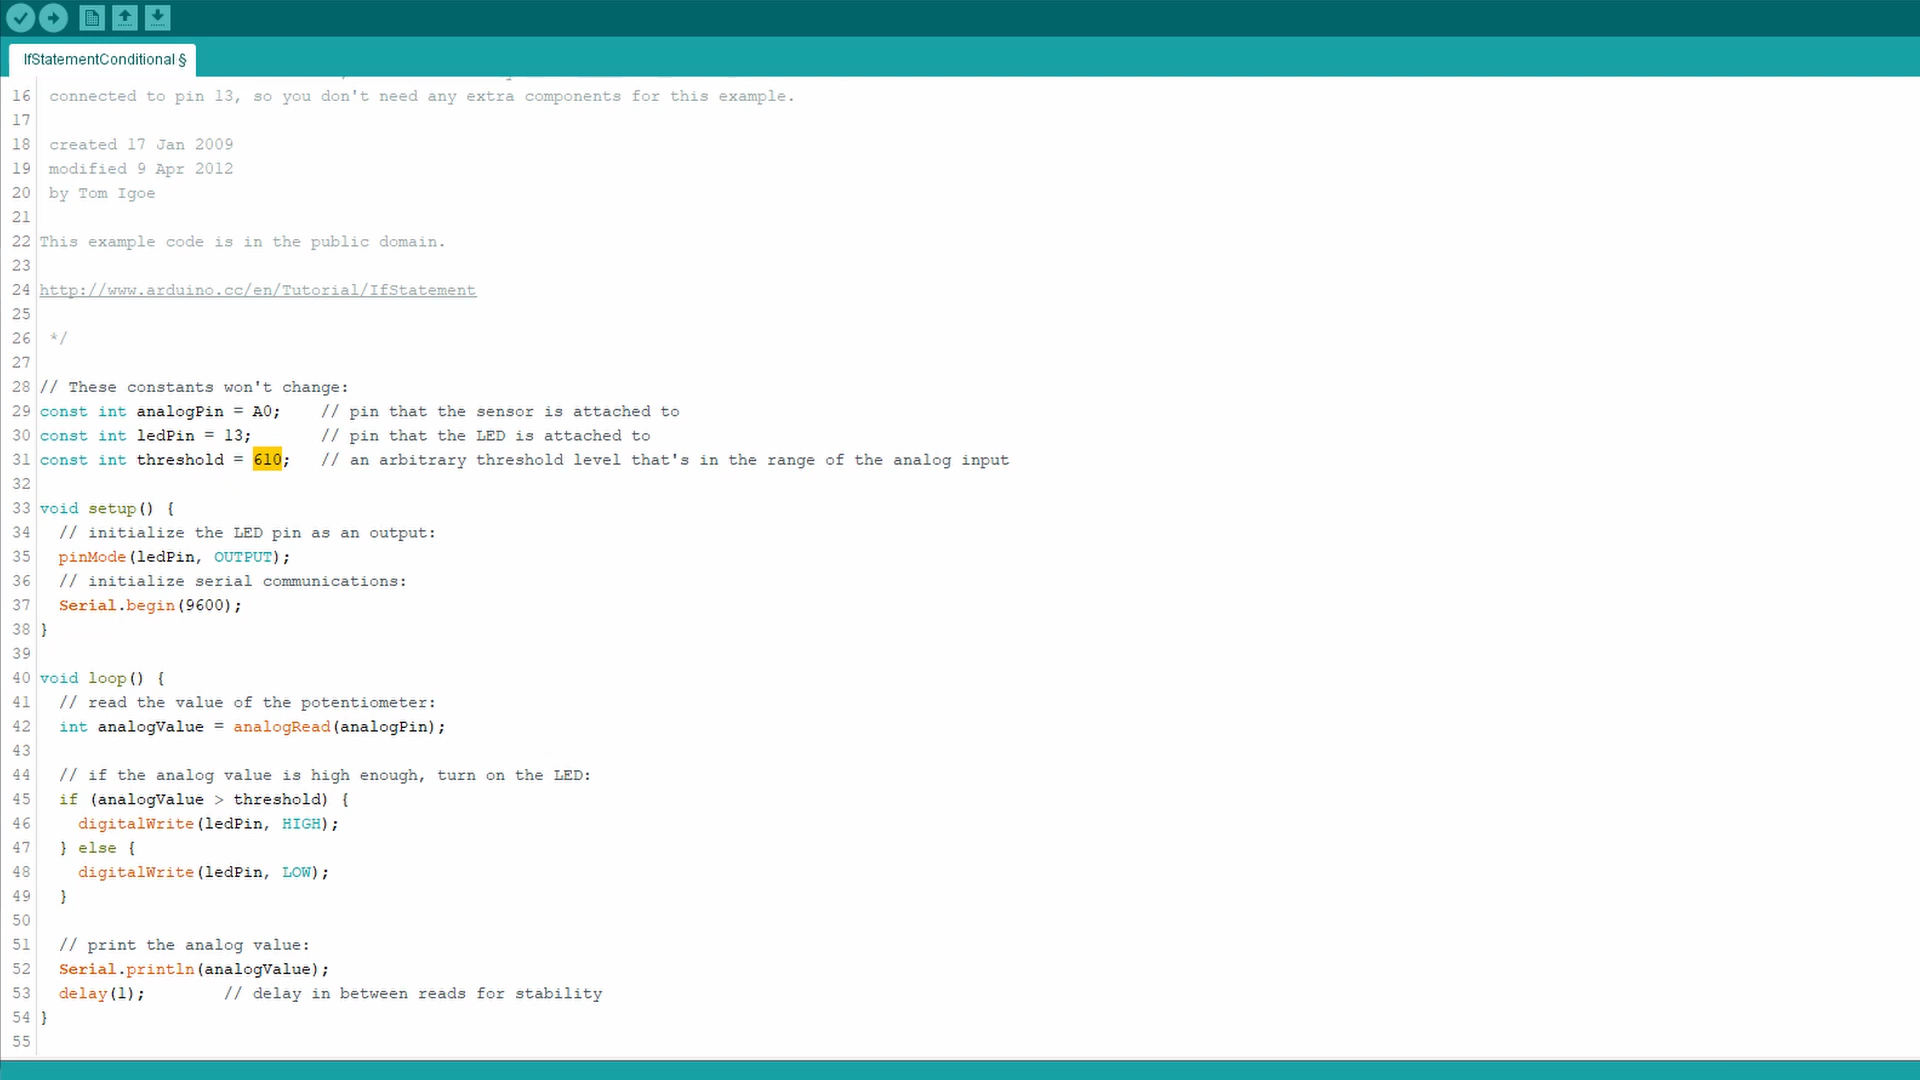 IfStatementConditional §
16 connected to pin 13, so you don't need any extra components for this example.
17
18 created 17 Jan 2009
19 modified 9 Apr 2012
20 by Tom Igoe
21
22 This example code is in the public domain.
23
24 http://www.arduino.cc/en/Tutorial/IfStatement
25
26 */
27
28 // These constants won't change:
29 const int analogPin = A0;    // pin that the sensor is attached to
30 const int ledPin = 13;       // pin that the LED is attached to
31 const int threshold = 610;   // an arbitrary threshold level that's in the range of the analog input
32
33 void setup() {
34   // initialize the LED pin as an output:
35   pinMode(ledPin, OUTPUT);
36   // initialize serial communications:
37   Serial.begin(9600);
38 }
39
40 void loop() {
41   // read the value of the potentiometer:
42   int analogValue = analogRead(analogPin);
43
44   // if the analog value is high enough, turn on the LED:
45   if (analogValue > threshold) {
46     digitalWrite(ledPin, HIGH);
47   } else {
48     digitalWrite(ledPin, LOW);
49   }
50
51   // print the analog value:
52   Serial.println(analogValue);
53   delay(1);        // delay in between reads for stability
54 }
55